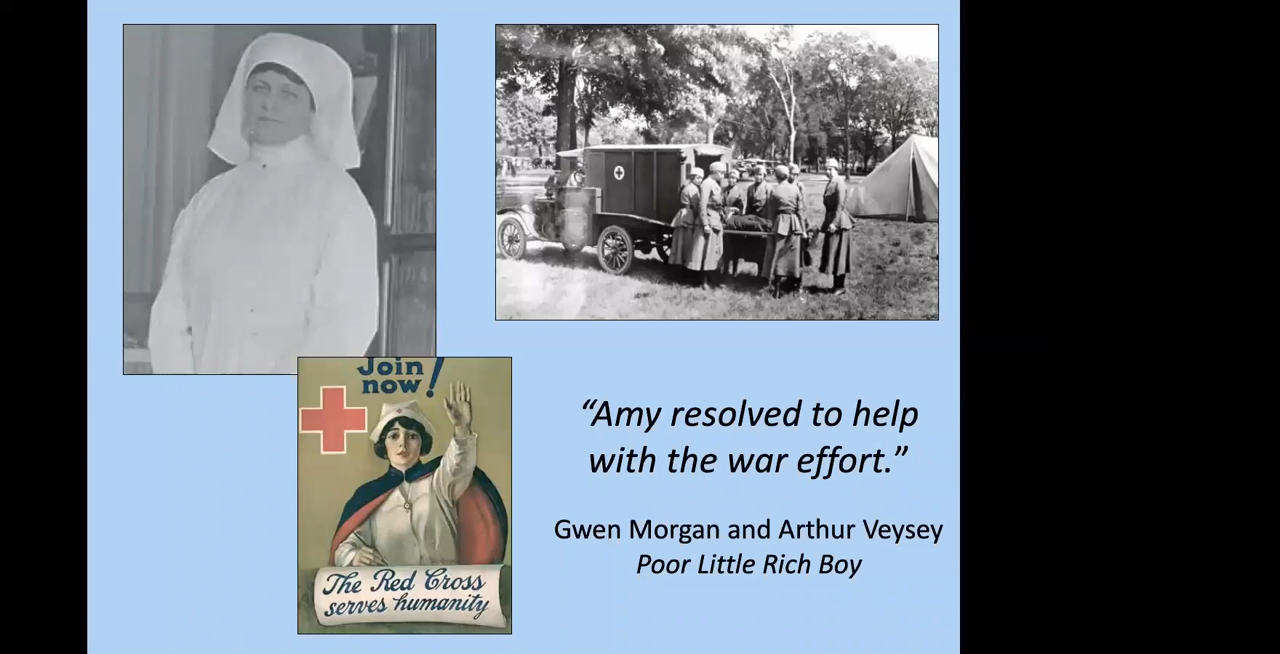 Join
now!
The Red Cross
serves humanity
“Amy resolved to help
with the war effort.”
Gwen Morgan and Arthur Veysey
Poor Little Rich Boy